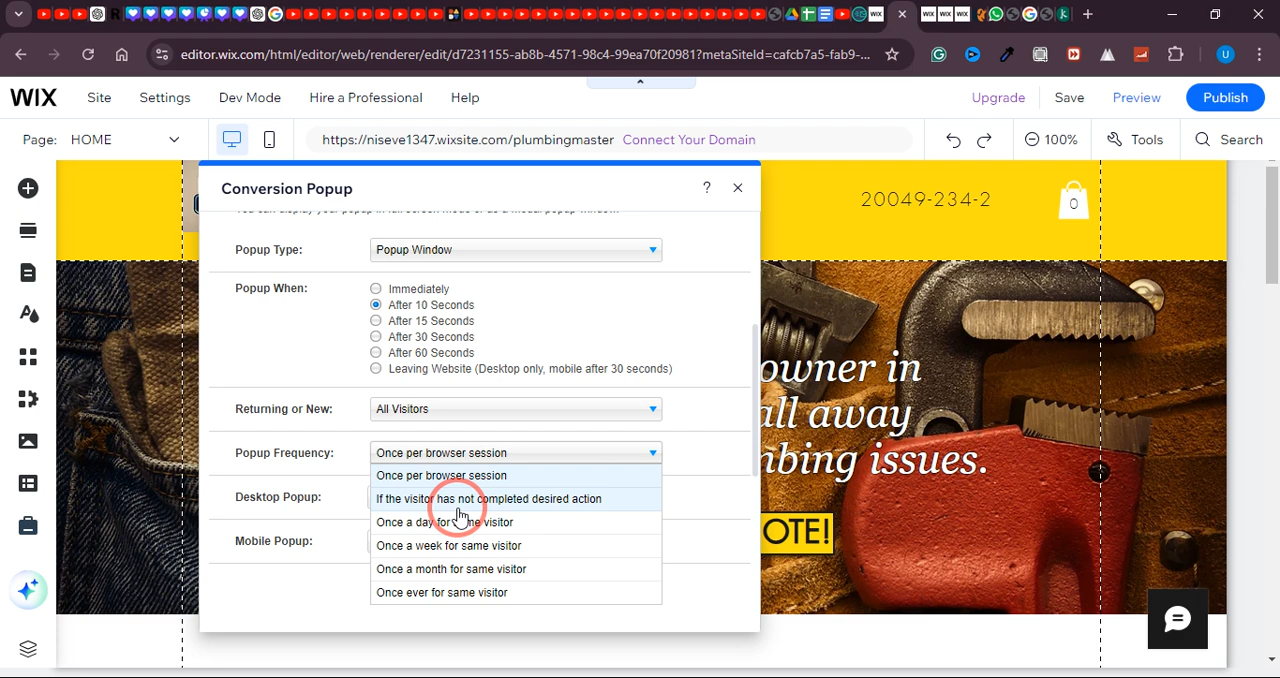 editor.wix.com/html/editor/web/renderer/edit/d7231155-ab8b-4571-98c4-99ea70f20981?metaSiteId=cafcb7a5-fab9-...
U
WIX
Site
Settings
Dev Mode
Hire a Professional
Help
Upgrade
Save
Preview
Publish
Page: HOME
https://niseve1347.wixsite.com/plumbingmaster Connect Your Domain
100%
Tools
Search
Conversion Popup
?
20049-234-2
0
Popup Type:
Popup Window
Popup When:
Immediately
After 10 Seconds
After 15 Seconds
After 30 Seconds
After 60 Seconds
Leaving Website (Desktop only, mobile after 30 seconds)
Returning or New:
All Visitors
Popup Frequency:
Once per browser session
Once per browser session
If the visitor has not completed desired action
Once a day for same visitor
Once a week for same visitor
Once a month for same visitor
Once ever for same visitor
Desktop Popup:
Mobile Popup:
owner in
all away
mbing issues.
OTE!